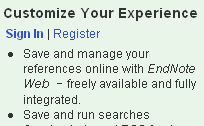 Customize Your Experience
Sign In | Register
• Save and manage your
references online with EndNote
Web - freely available and fully
integrated.
• Save and run searches